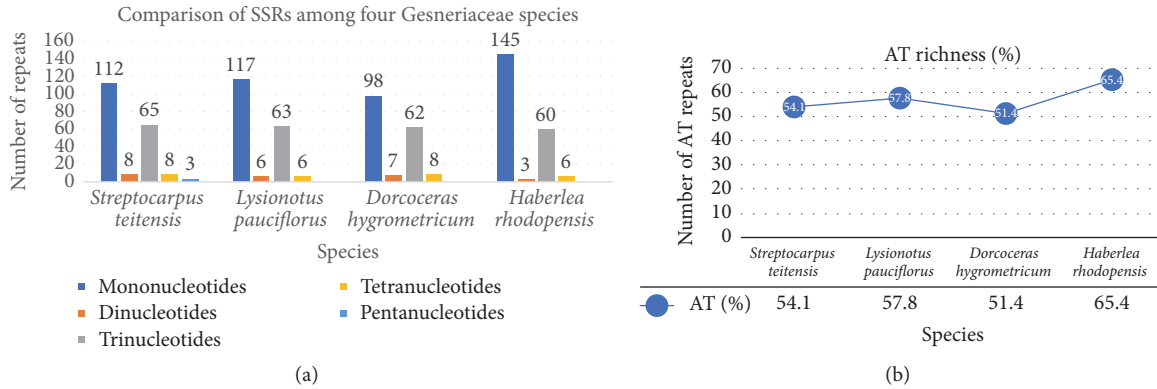 Comparison of SSRs among four Gesneriaceae species
Number of repeats
160
140
120
100
80
60
40
20
0
112
8
65
8
3
117
6
63
6
98
7
62
8
145
3
60
6
Streptocarpus
teitensis
Lysionotus
pauciflorus
Dorcoceras
hygrometricum
Haberlea
rhodopensis
Species
Mononucleotides
Dinucleotides
Trinucleotides
Tetranucleotides
Pentanucleotides
(a)
AT richness (%)
Number of AT repeats
70
60
50
40
30
20
10
0
54.1
57.8
51.4
65.4
Streptocarpus
teitensis
Lysionotus
pauciflorus
Dorcoceras
hygrometricum
Haberlea
rhodopensis
AT (%) 54.1 57.8 51.4 65.4
Species
(b)